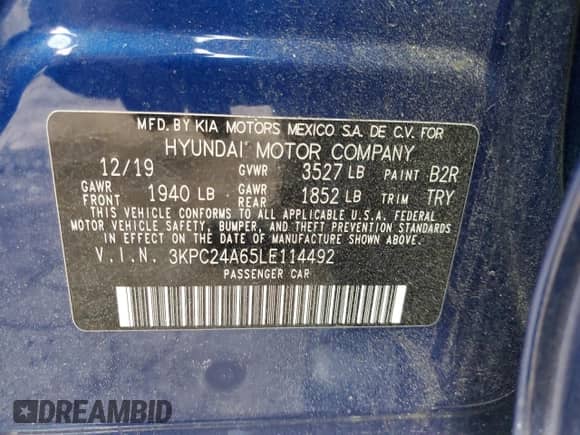 MFD. BY KIA MOTORS MEXICO S.A. DE C.V. FOR
HYUNDAI MOTOR COMPANY
12/19 GVWR 3527 LB PAINT B2R
GAWR FRONT 1940 LB GAWR REAR 1852 LB TRIM TRY
THIS VEHICLE CONFORMS TO ALL APPLICABLE U.S.A. FEDERAL
MOTOR VEHICLE SAFETY, BUMPER, AND THEFT PREVENTION STANDARDS
IN EFFECT ON THE DATE OF MANUFACTURE SHOWN ABOVE.
V.I.N. 3KPC24A65LE114492
PASSENGER CAR
DREAMBID